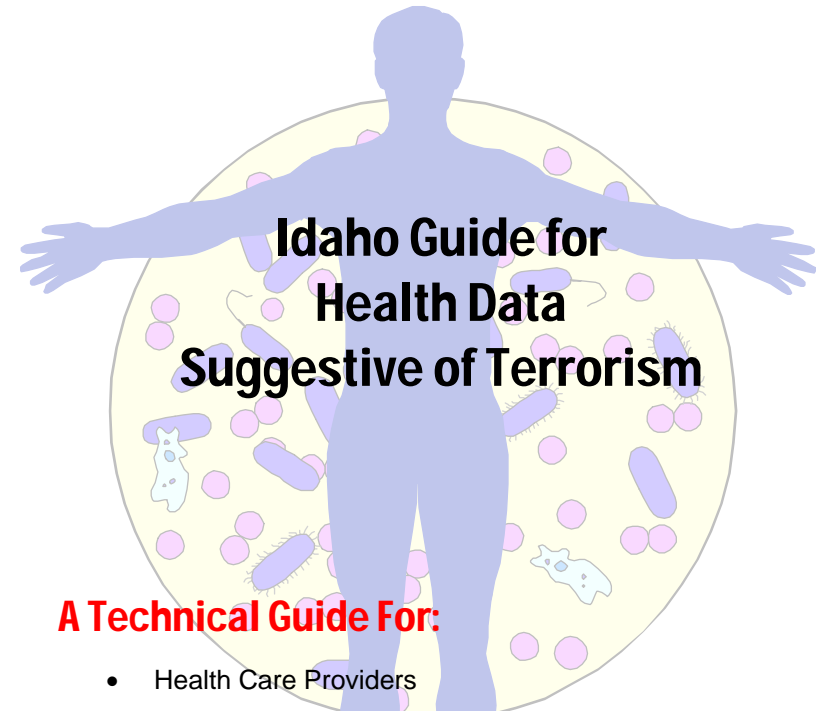 Idaho Guide for
Health Data
Suggestive of Terrorism
A Technical Guide For:
• Health Care Providers